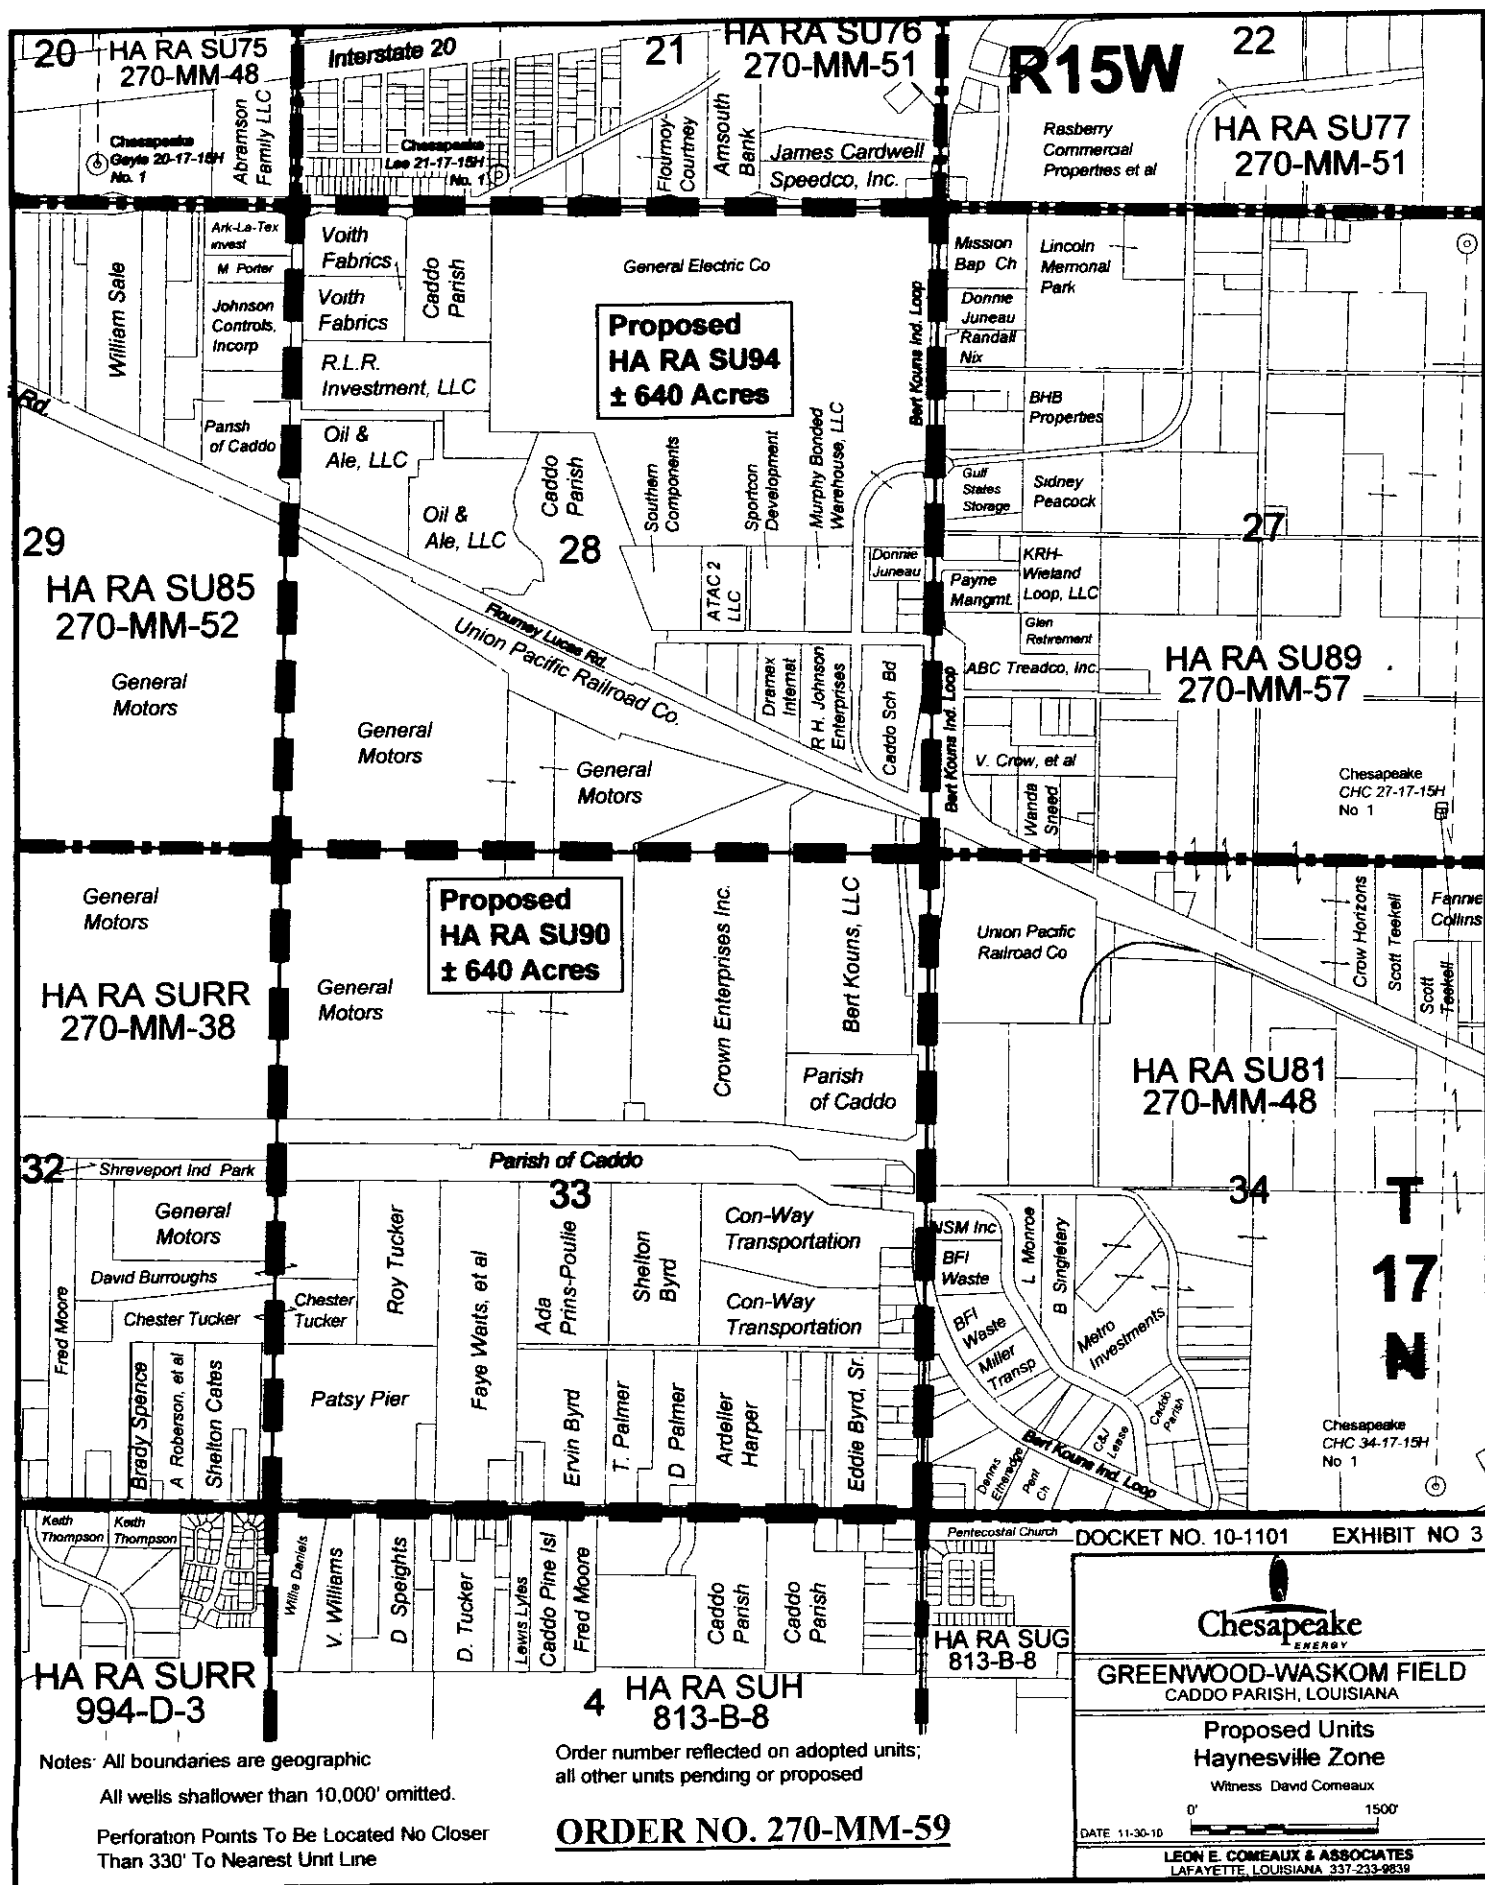 20
HA RA SU75
270-MM-48
Interstate 20
21
HA RA SU76
270-MM-51
R15W
22
HA RA SU77
270-MM-51
Chesapeake
Gayle 20-17-15H
No. 1
Abramson
Family LLC
Chesapeake
Lee 21-17-15H
No. 1
Flournoy-
Courtney
Amsouth
Bank
James Cardwell
Speedco, Inc.
Rasberry
Commercial
Properties et al
William Sale
Ark-La-Tex
invest
M Porter
Johnson
Controls,
Incorp
Parish
of Caddo
Rd.
Voith
Fabrics
Voith
Fabrics
Caddo
Parish
General Electric Co
Proposed
HA RA SU94
± 640 Acres
R.L.R.
Investment, LLC
Oil &
Ale, LLC
Oil &
Ale, LLC
Caddo
Parish
28
Southern
Components
Sportcon
Development
Murphy Bonded
Warehouse, LLC
ATAC 2
LLC
Donnie
Juneau
Bert Kouns Ind. Loop
Mission
Bap Ch
Lincoln
Memorial
Park
Donnie
Juneau
Randall
Nix
BHB
Properties
Gulf
States
Storage
Sidney
Peacock
27
KRH-
Wieland
Loop, LLC
Payne
Mangmt.
Glen
Retirement
ABC Treadco, Inc.
HA RA SU89
270-MM-57
29
HA RA SU85
270-MM-52
General
Motors
Flournoy Lucas Rd.
Union Pacific Railroad Co.
General
Motors
General
Motors
Dramex
Internat
R H. Johnson
Enterprises
Caddo Sch Bd
Bert Kouns Ind. Loop
V. Crow, et al
Wanda
Sneed
Chesapeake
CHC 27-17-15H
No 1
General
Motors
HA RA SURR
270-MM-38
Proposed
HA RA SU90
± 640 Acres
General
Motors
Crown Enterprises Inc.
Bert Kouns, LLC
Parish
of Caddo
Union Pacific
Railroad Co
Crow Horizons
Scott Teekell
Fannie
Collins
Scott
Teekell
HA RA SU81
270-MM-48
32
Shreveport Ind Park
Parish of Caddo
33
34
T
17
N
General
Motors
David Burroughs
Chester Tucker
Fred Moore
Brady Spence
A Roberson, et al
Shelton Cates
Chester
Tucker
Roy Tucker
Patsy Pier
Faye Waits, et al
Ada
Prins-Poulie
Shelton
Byrd
Con-Way
Transportation
Con-Way
Transportation
Ervin Byrd
T. Palmer
D Palmer
Ardeller
Harper
Eddie Byrd, Sr.
NSM Inc
BFI
Waste
BFI
Waste
Miller
Transp
L Monroe
B Singletary
Metro
Investments
Caddo
Parish
C&J
Lease
Dennis
Etheredge
Pent
Ch
Bert Kouns Ind. Loop
Chesapeake
CHC 34-17-15H
No 1
Keith
Thompson
Keith
Thompson
Willie Daniels
V. Williams
D Speights
D. Tucker
Lewis Lyles
Caddo Pine Isl
Fred Moore
Caddo
Parish
Caddo
Parish
Pentecostal Church
HA RA SUG
813-B-8
HA RA SURR
994-D-3
4
HA RA SUH
813-B-8
DOCKET NO. 10-1101
EXHIBIT NO 3
Chesapeake
ENERGY
GREENWOOD-WASKOM FIELD
CADDO PARISH, LOUISIANA
Proposed Units
Haynesville Zone
Witness David Comeaux
0'
1500'
DATE 11-30-10
LEON E. COMEAUX & ASSOCIATES
LAFAYETTE, LOUISIANA 337-233-9839
Notes: All boundaries are geographic
All wells shallower than 10,000' omitted.
Perforation Points To Be Located No Closer
Than 330' To Nearest Unit Line
Order number reflected on adopted units;
all other units pending or proposed
ORDER NO. 270-MM-59